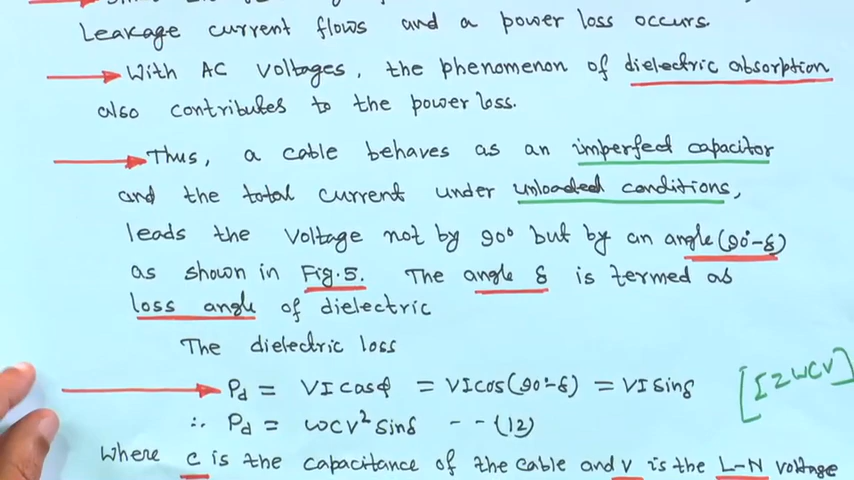 Leakage current flows and a power loss occurs.
With AC voltages, the phenomenon of dielectric absorption
also contributes to the power loss.
Thus, a cable behaves as an imperfect capacitor
and the total current under unloaded conditions,
leads the voltage not by 90° but by an angle (90°-δ)
as shown in Fig.5. The angle δ is termed as
loss angle of dielectric
The dielectric loss
Pd = VI cosφ = VI cos(90°-δ) = VI sinδ
[I = ωCV]
∴ Pd = ωCV² sinδ - - (12)
Where C is the capacitance of the cable and V is the L-N voltage